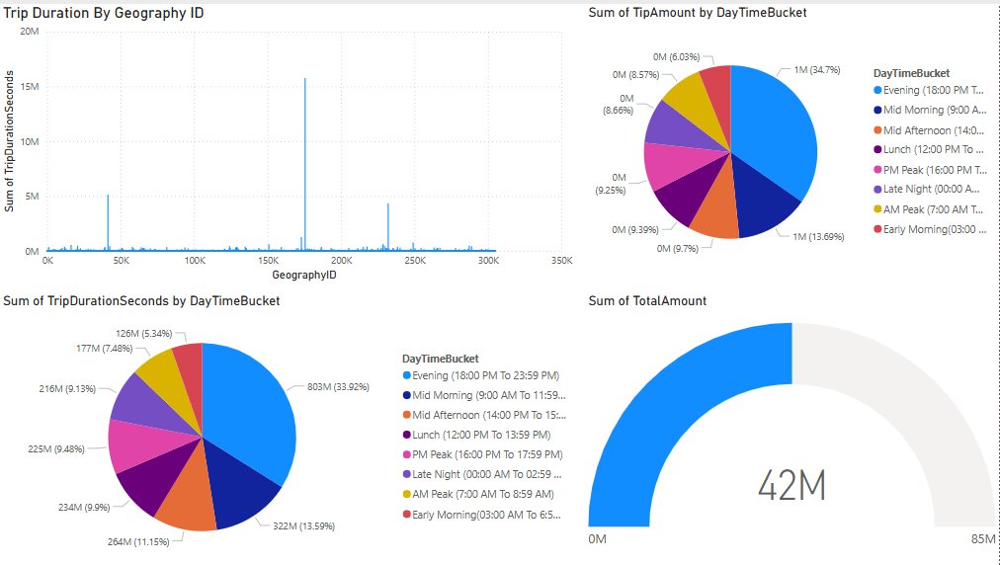 Trip Duration By Geography ID
20M
15M
10M
5M
0M
Sum of TripDurationSeconds
0K
50K
100K
150K
200K
250K
300K
350K
GeographyID
Sum of TipAmount by DayTimeBucket
0M (6.03%)
0M (8.57%)
0M
(8.66%)
0M
(9.25%)
0M (9.39%)
0M (9.7%)
1M (34.7%)
1M (13.69%)
DayTimeBucket
Evening (18:00 PM T...
Mid Morning (9:00 A...
Mid Afternoon (14:0...
Lunch (12:00 PM To ...
PM Peak (16:00 PM T...
Late Night (00:00 A...
AM Peak (7:00 AM T...
Early Morning(03:00 ...
Sum of TripDurationSeconds by DayTimeBucket
126M (5.34%)
177M (7.48%)
216M (9.13%)
225M (9.48%)
234M (9.9%)
264M (11.15%)
803M (33.92%)
322M (13.59%)
DayTimeBucket
Evening (18:00 PM To 23:59 PM)
Mid Morning (9:00 AM To 11:59...
Mid Afternoon (14:00 PM To 15:...
Lunch (12:00 PM To 13:59 PM)
PM Peak (16:00 PM To 17:59 PM)
Late Night (00:00 AM To 02:59 ...
AM Peak (7:00 AM To 8:59 AM)
Early Morning(03:00 AM To 6:5...
Sum of TotalAmount
42M
0M
85M